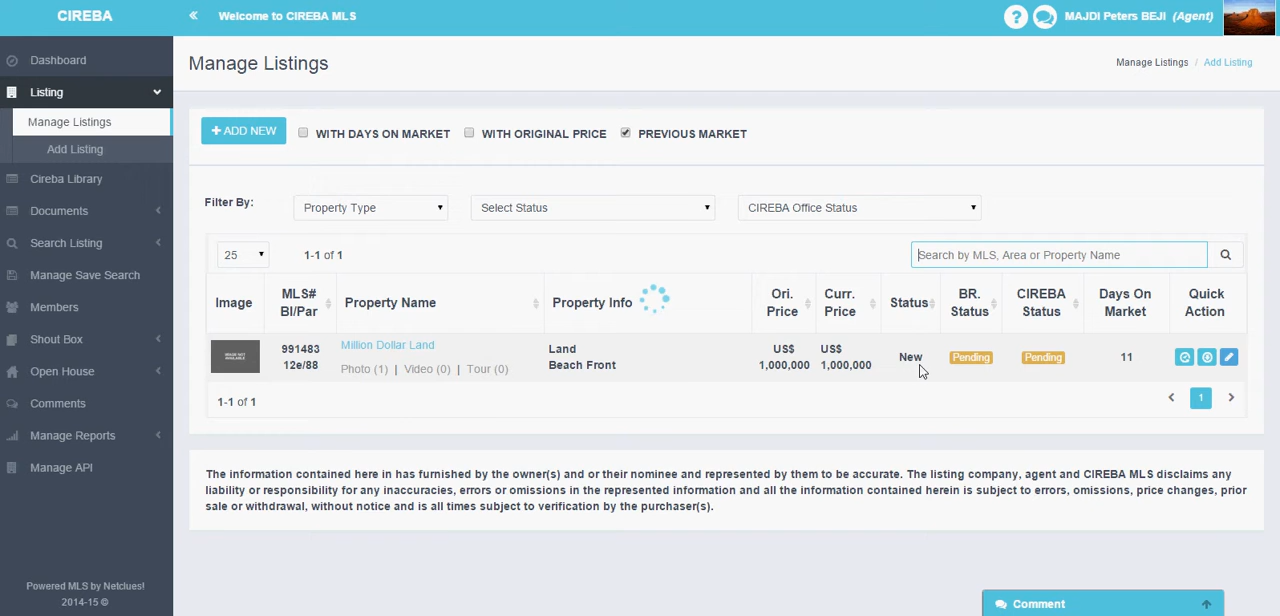 CIREBA
«
Welcome to CIREBA MLS
?
MAJDI Peters BEJI (Agent)
Dashboard
Listing
Manage Listings
Add Listing
Cireba Library
Documents
Search Listing
Manage Save Search
Members
Shout Box
Open House
Comments
Manage Reports
Manage API
Powered MLS by Netclues!
2014-15 ©
Manage Listings
Manage Listings / Add Listing
+ ADD NEW
WITH DAYS ON MARKET
WITH ORIGINAL PRICE
PREVIOUS MARKET
Filter By:
Property Type
Select Status
CIREBA Office Status
25
1-1 of 1
Search by MLS, Area or Property Name
Image
MLS#
Bl/Par
Property Name
Property Info
Ori.
Price
Curr.
Price
Status
BR.
Status
CIREBA
Status
Days On
Market
Quick
Action
IMAGE NOT
AVAILABLE
991483
12e/88
Million Dollar Land
Photo (1) | Video (0) | Tour (0)
Land
Beach Front
US$
1,000,000
US$
1,000,000
New
Pending
Pending
11
1-1 of 1
1
The information contained here in has furnished by the owner(s) and or their nominee and represented by them to be accurate. The listing company, agent and CIREBA MLS disclaims any
liability or responsibility for any inaccuracies, errors or omissions in the represented information and all the information contained herein is subject to errors, omissions, price changes, prior
sale or withdrawal, without notice and is all times subject to verification by the purchaser(s).
Comment